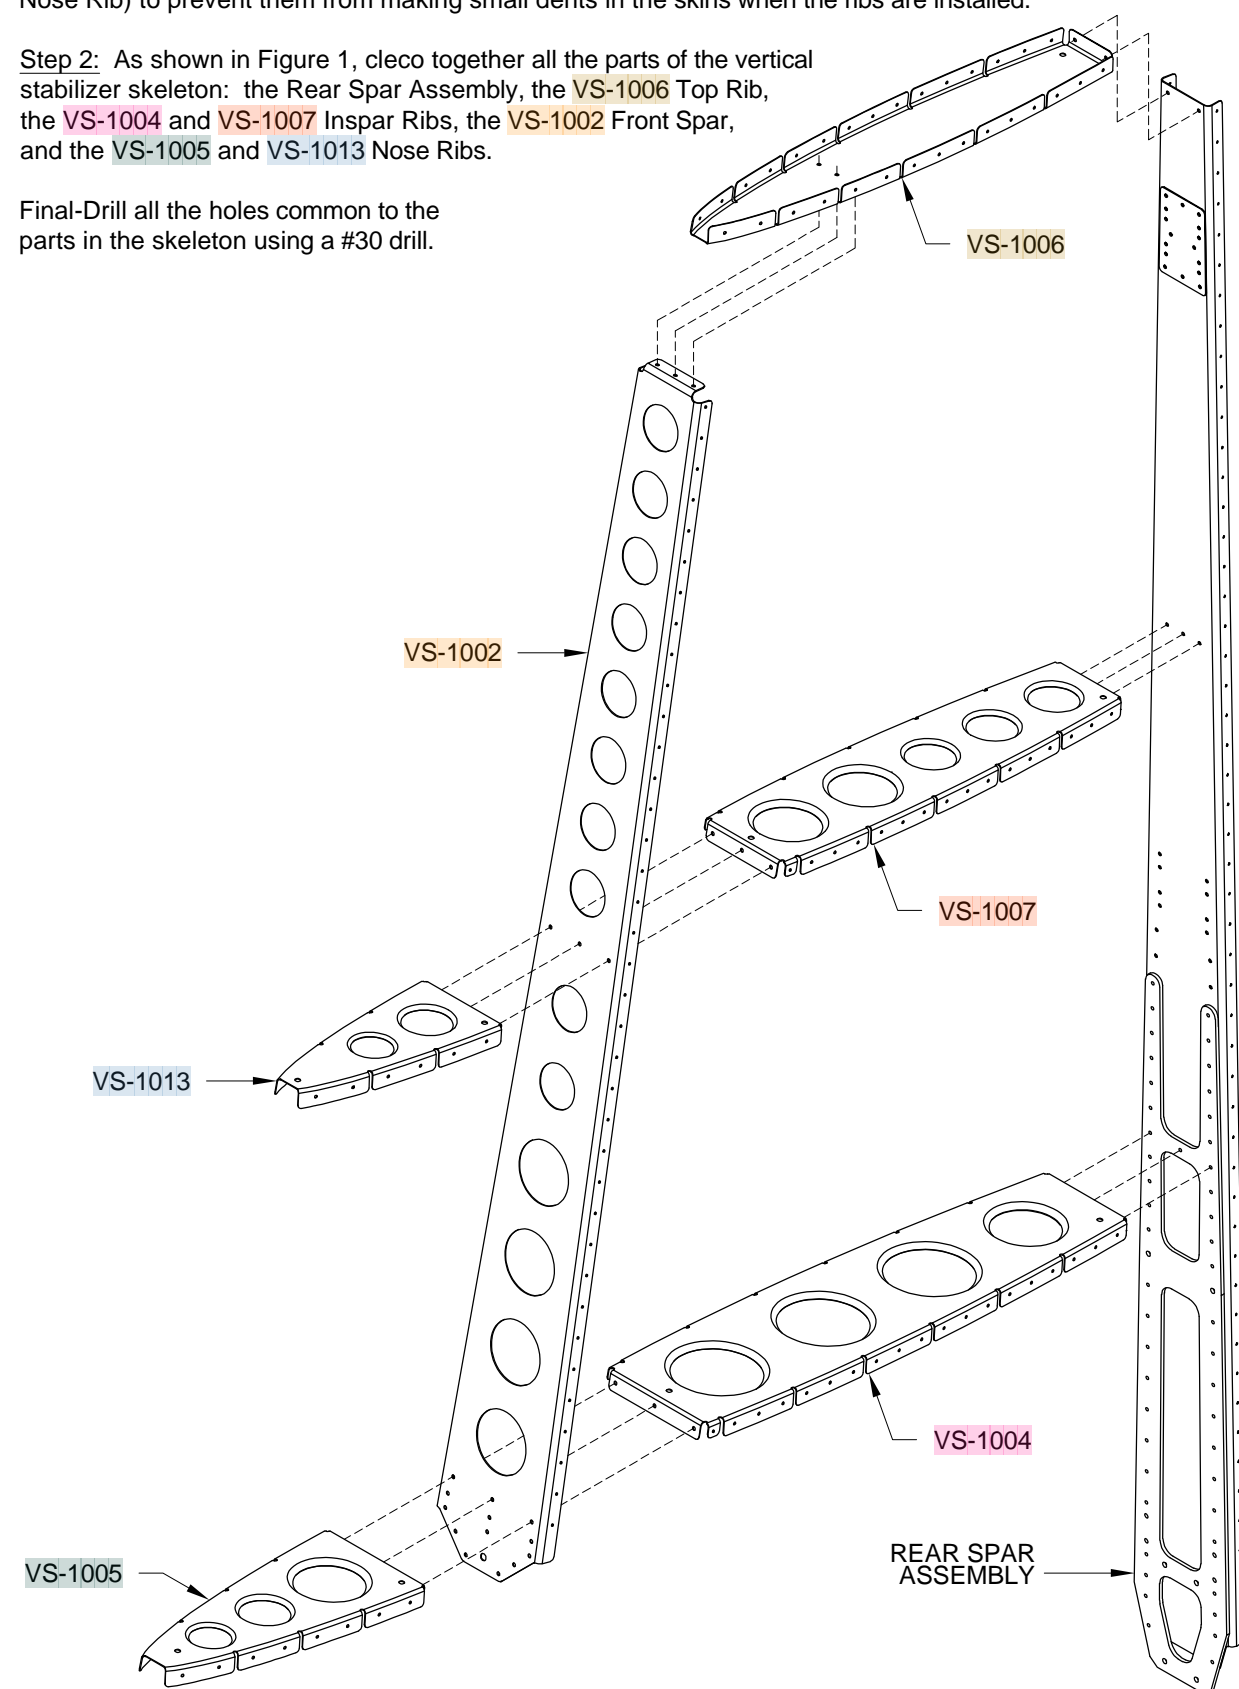 Nose Rib) to prevent them from making small dents in the skins when the ribs are installed.
Step 2: As shown in Figure 1, cleco together all the parts of the vertical
stabilizer skeleton: the Rear Spar Assembly, the VS-1006 Top Rib,
the VS-1004 and VS-1007 Inspar Ribs, the VS-1002 Front Spar,
and the VS-1005 and VS-1013 Nose Ribs.
Final-Drill all the holes common to the
parts in the skeleton using a #30 drill.
VS-1006
VS-1002
VS-1007
VS-1013
VS-1004
VS-1005
REAR SPAR
ASSEMBLY